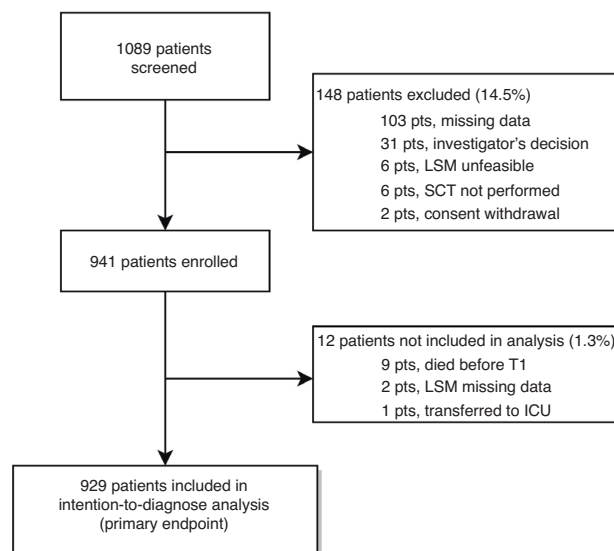 1089 patients
screened
148 patients excluded (14.5%)
103 pts, missing data
31 pts, investigator's decision
6 pts, LSM unfeasible
6 pts, SCT not performed
2 pts, consent withdrawal
941 patients enrolled
12 patients not included in analysis (1.3%)
9 pts, died before T1
2 pts, LSM missing data
1 pts, transferred to ICU
929 patients included in
intention-to-diagnose analysis
(primary endpoint)